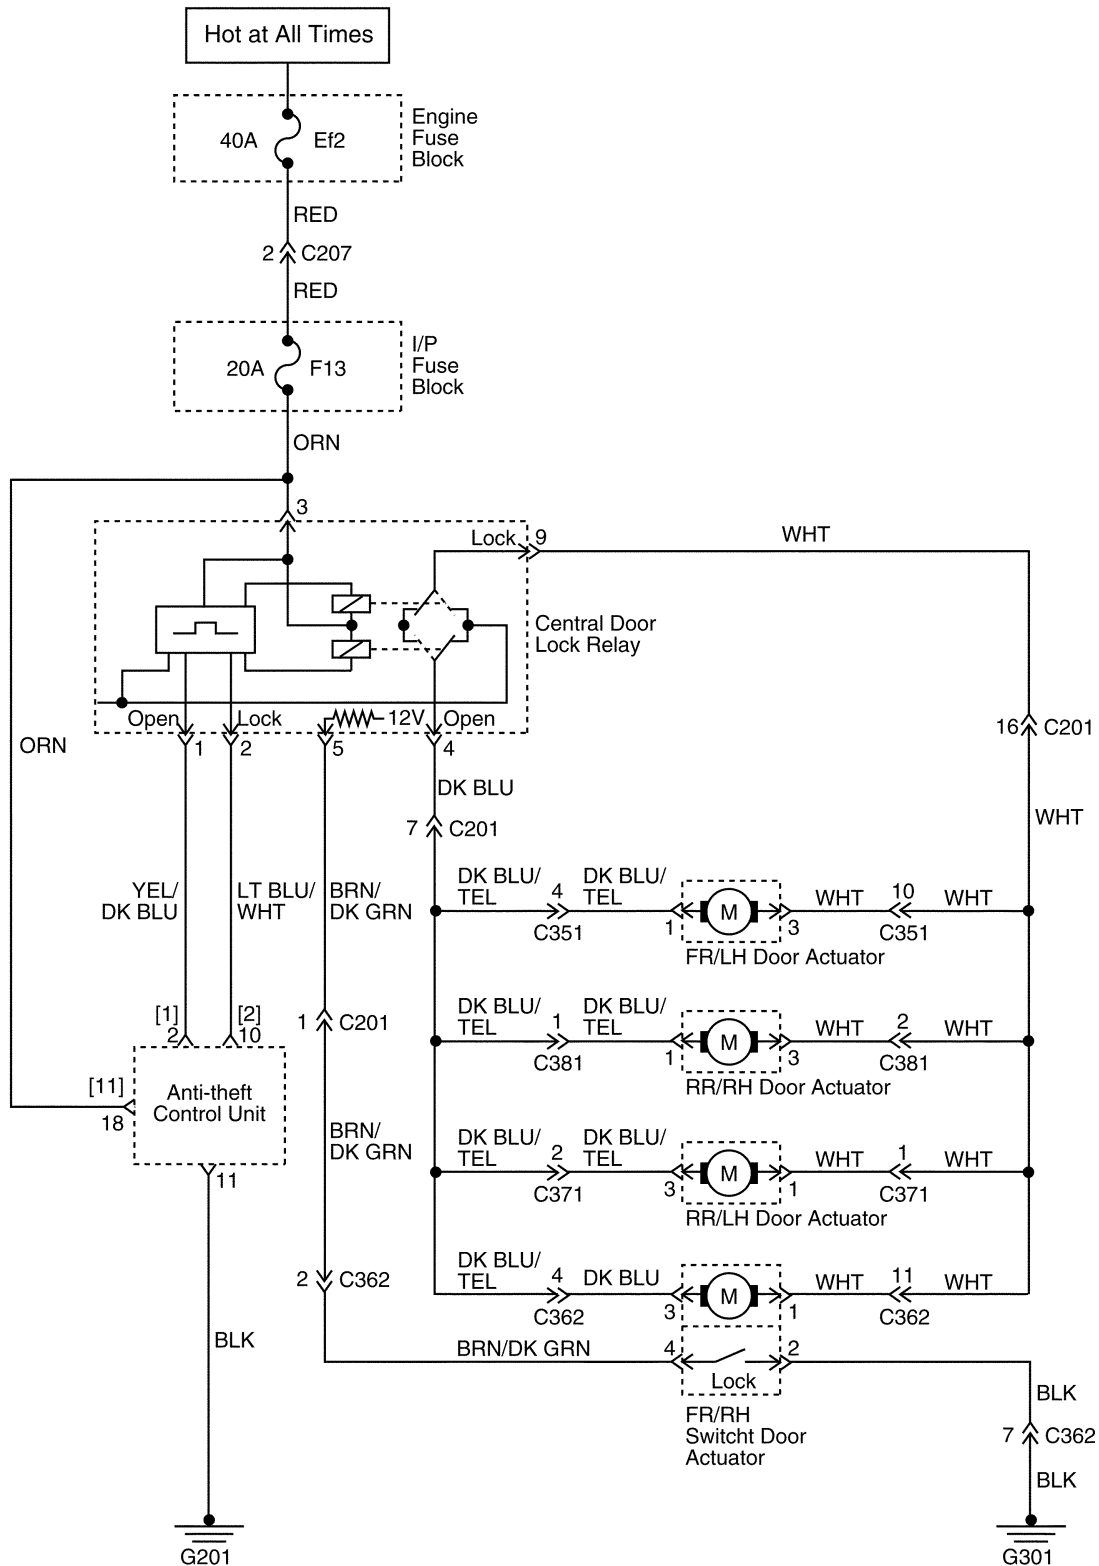 Hot at All Times
40A
Ef2
Engine
Fuse
Block
RED
2
C207
RED
20A
F13
I/P
Fuse
Block
ORN
3
Lock
9
WHT
Central Door
Lock Relay
Open
Lock
12V
Open
1
2
5
4
ORN
16
C201
DK BLU
7
C201
WHT
YEL/
DK BLU
LT BLU/
WHT
BRN/
DK GRN
DK BLU/
TEL
4
C351
DK BLU/
TEL
1
M
3
WHT
10
C351
WHT
FR/LH Door Actuator
[1]
2
[2]
10
1
C201
DK BLU/
TEL
1
C381
DK BLU/
TEL
1
M
3
WHT
2
C381
WHT
RR/RH Door Actuator
[11]
18
Anti-theft
Control Unit
11
BRN/
DK GRN
DK BLU/
TEL
2
C371
DK BLU/
TEL
3
M
1
WHT
1
C371
WHT
RR/LH Door Actuator
2
C362
DK BLU/
TEL
4
C362
DK BLU
3
M
1
WHT
11
C362
WHT
BLK
BRN/DK GRN
4
Lock
2
FR/RH
Switcht Door
Actuator
BLK
7
C362
BLK
G201
G301